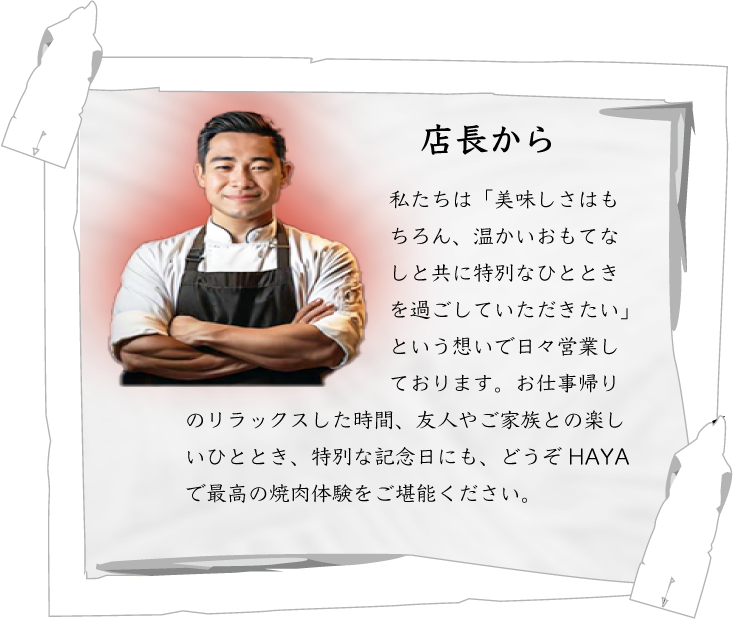 店長から
私たちは「美味しさはも
ちろん、温かいおもてな
しと共に特別なひととき
を過ごしていただきたい」
という想いで日々営業し
ております。お仕事帰り
のリラックスした時間、友人やご家族との楽し
いひととき、特別な記念日にも、どうぞ HAYA
で最高の焼肉体験をご堪能ください。